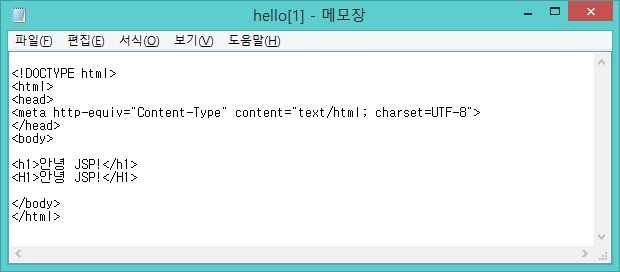 hello[1] - 메모장
파일(F) 편집(E) 서식(O) 보기(V) 도움말(H)
<!DOCTYPE html>
<html>
<head>
<meta http-equiv="Content-Type" content="text/html; charset=UTF-8">
</head>
<body>
<h1>안녕 JSP!</h1>
<H1>안녕 JSP!</H1>
</body>
</html>